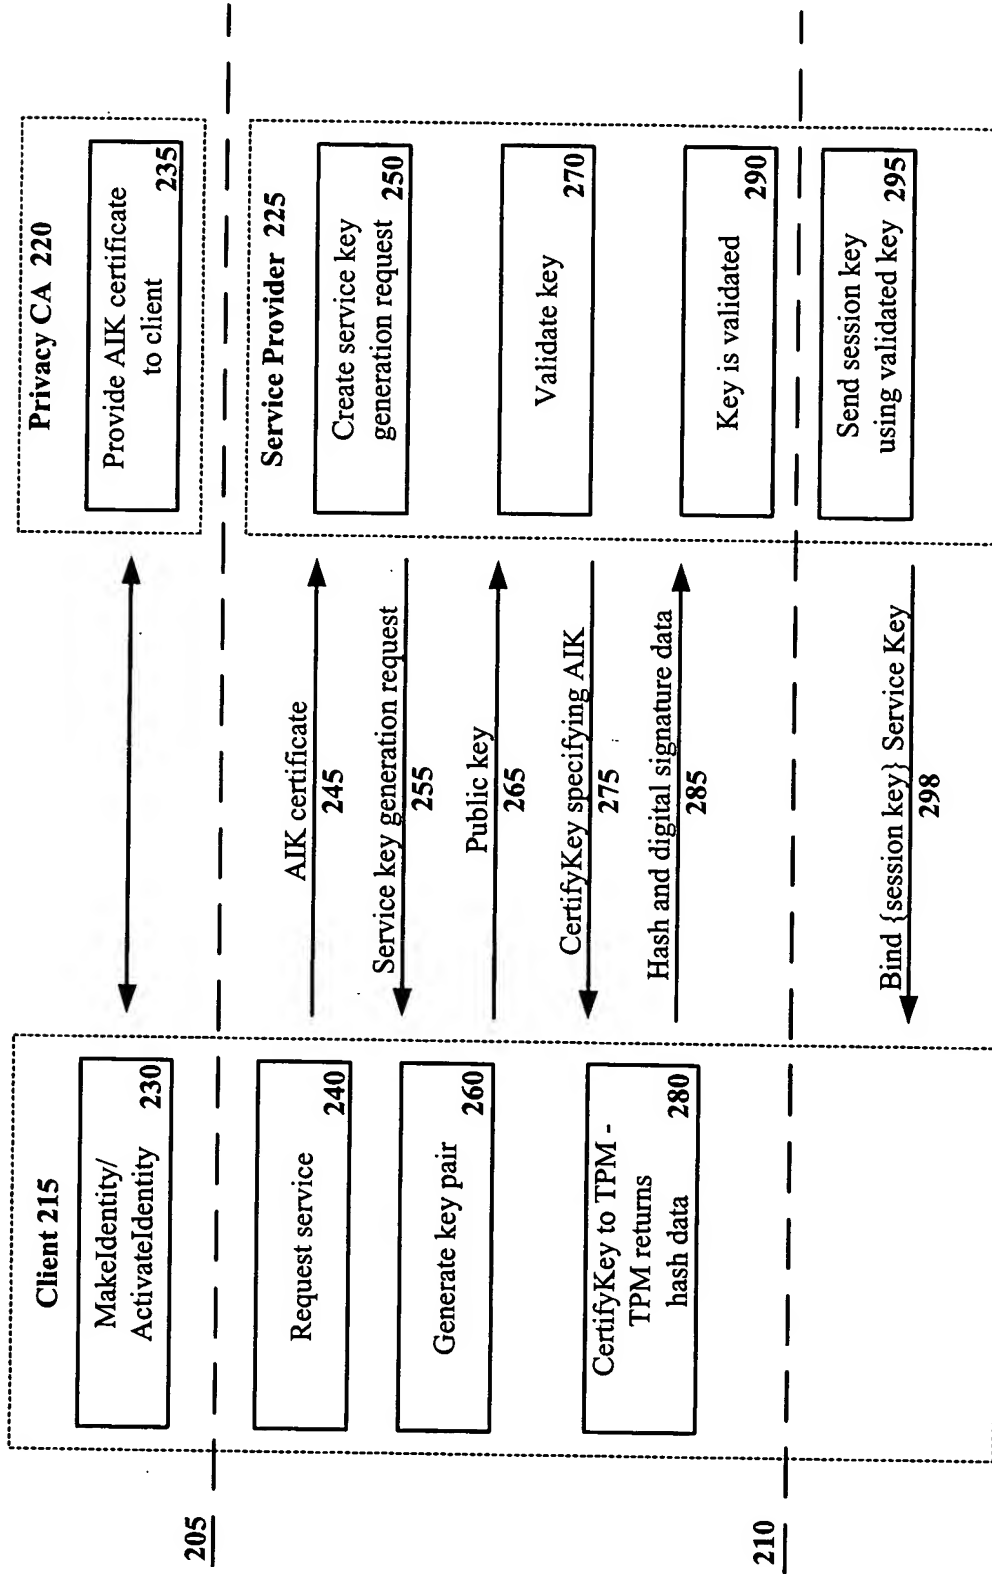 Client 215
Privacy CA 220
MakeIdentity/
ActivateIdentity
230
Provide AIK certificate
to client
235
205
Service Provider 225
Request service
240
AIK certificate
245
Create service key
generation request
250
Service key generation request
255
Generate key pair
260
Public key
265
Validate key
270
CertifyKey specifying AIK
275
CertifyKey to TPM -
TPM returns
hash data
280
Hash and digital signature data
285
Key is validated
290
210
Send session key
using validated key
295
Bind {session key} Service Key
298